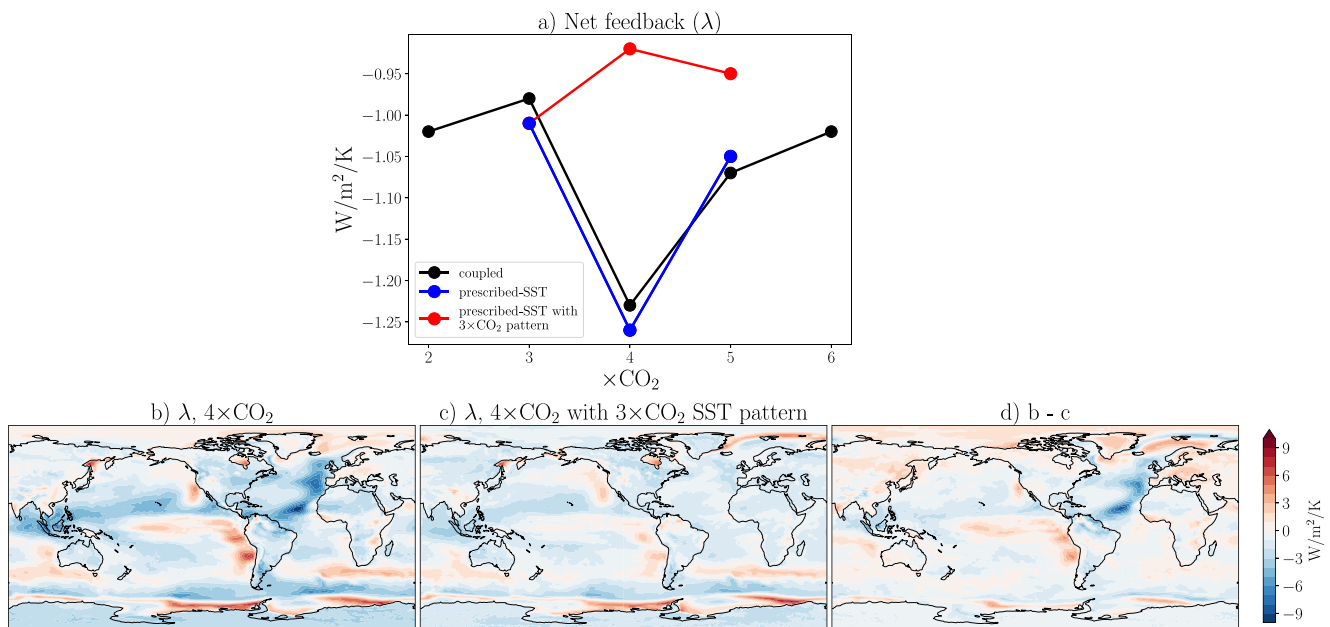 a) Net feedback (λ)
−0.95
−1.00
−1.05
−1.10
−1.15
−1.20
−1.25
W/m²/K
coupled
prescribed-SST
prescribed-SST with
3×CO₂ pattern
2 3 4 5 6
×CO₂
b) λ, 4×CO₂
c) λ, 4×CO₂ with 3×CO₂ SST pattern
d) b - c
9
6
3
0
−3
−6
−9
W/m²/K